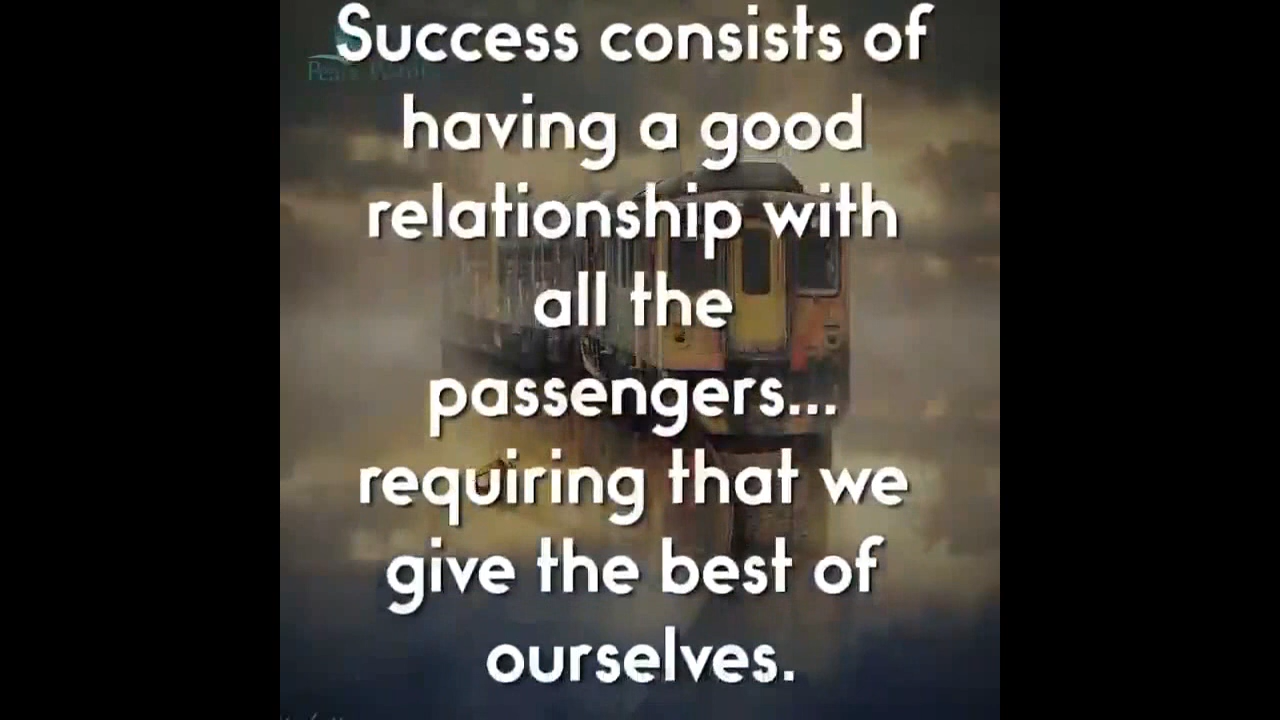 Success consists of
having a good
relationship with
all the
passengers...
requiring that we
give the best of
ourselves.